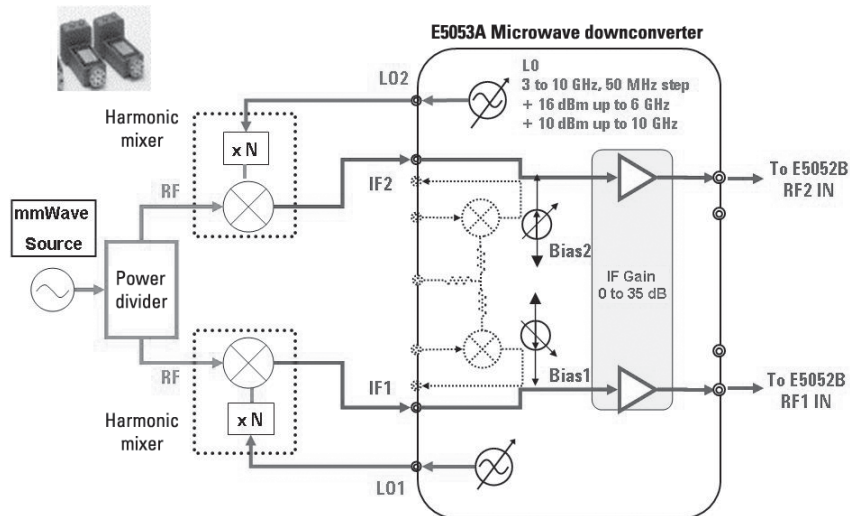 E5053A Microwave downconverter
LO
3 to 10 GHz, 50 MHz step
+ 16 dBm up to 6 GHz
+ 10 dBm up to 10 GHz
LO2
Harmonic
mixer
x N
RF
IF2
To E5052B
RF2 IN
mmWave
Source
Power
divider
Bias2
IF Gain
0 to 35 dB
RF
IF1
Bias1
To E5052B
RF1 IN
Harmonic
mixer
x N
LO1